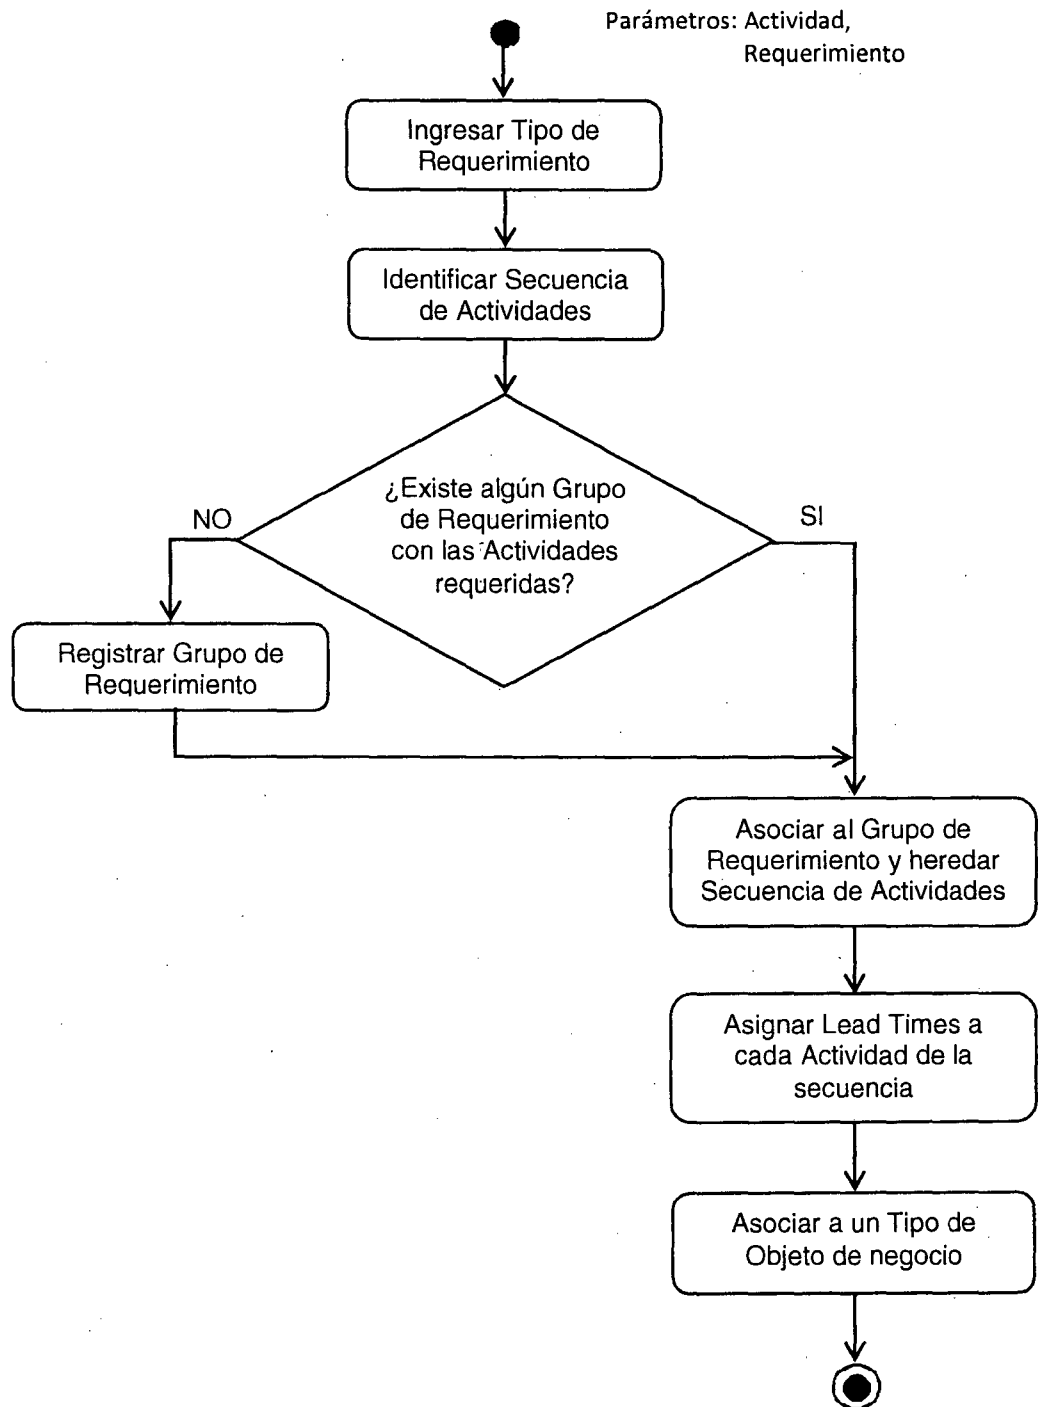 Parámetros: Actividad,
Requerimiento
Ingresar Tipo de
Requerimiento
Identificar Secuencia
de Actividades
¿Existe algún Grupo
de Requerimiento
con las Actividades
requeridas?
NO
SI
Registrar Grupo de
Requerimiento
Asociar al Grupo de
Requerimiento y heredar
Secuencia de Actividades
Asignar Lead Times a
cada Actividad de la
secuencia
Asociar a un Tipo de
Objeto de negocio